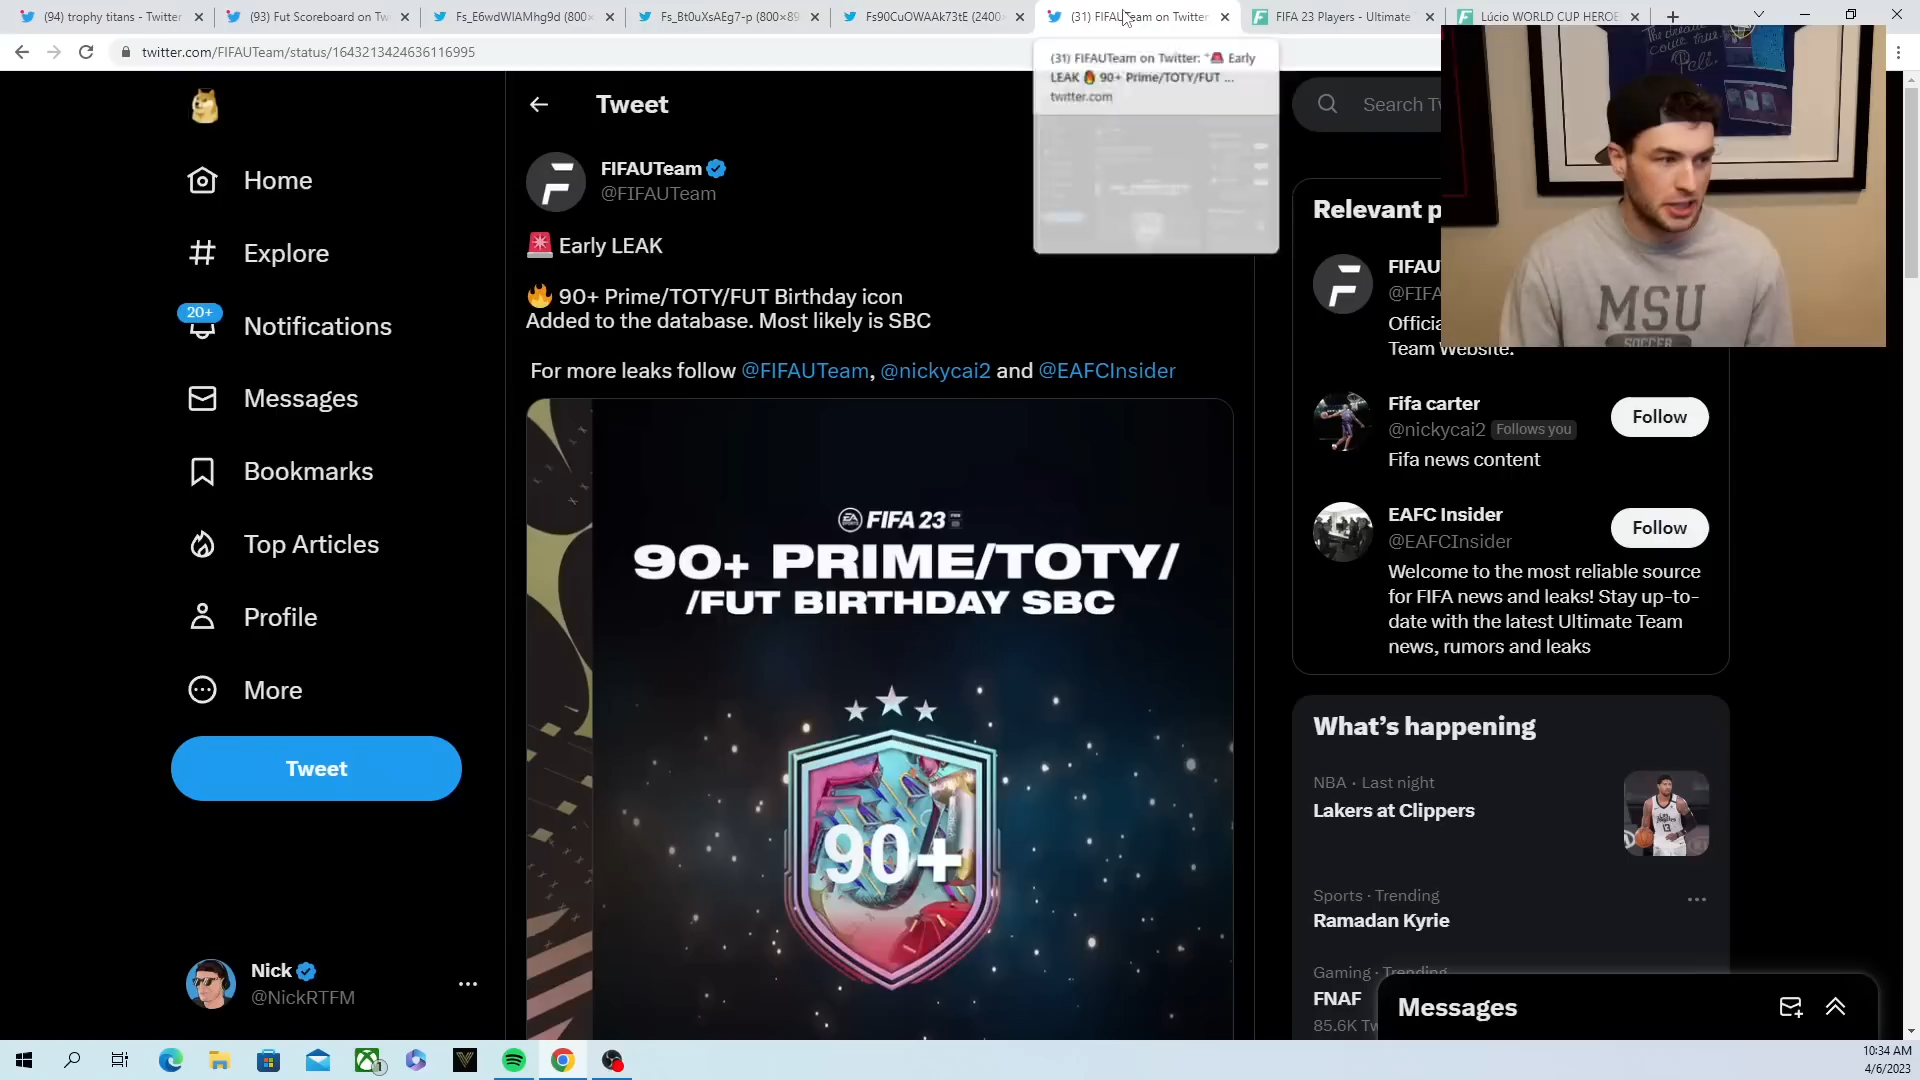 (94) trophy titans - Twitter
(93) Fut Scoreboard on Tw
Fs_E6wdWIAMhg9d (800×
Fs_Bt0uXsAEg7-p (800×89
Fs90CuOWAAk73tE (2400×
(31) FIFAUTeam on Twitter
FIFA 23 Players - Ultimate
Lúcio WORLD CUP HEROE
twitter.com/FIFAUTeam/status/1643213424636116995
(31) FIFAUTeam on Twitter: "🚨 Early
LEAK 🔥 90+ Prime/TOTY/FUT ...
twitter.com
Home
Explore
20+
Notifications
Messages
Bookmarks
Top Articles
Profile
More
Tweet
Nick
@NickRTFM
Tweet
FIFAUTeam
@FIFAUTeam
🚨 Early LEAK
🔥 90+ Prime/TOTY/FUT Birthday icon
Added to the database. Most likely is SBC
For more leaks follow @FIFAUTeam, @nickycai2 and @EAFCInsider
EA SPORTS FIFA 23
90+ PRIME/TOTY/
/FUT BIRTHDAY SBC
90+
Search Tw
Relevant p
FIFAU
@FIFA
Officia
Team Website.
Fifa carter
@nickycai2 Follows you
Fifa news content
Follow
EAFC Insider
@EAFCInsider
Follow
Welcome to the most reliable source
for FIFA news and leaks! Stay up-to-
date with the latest Ultimate Team
news, rumors and leaks
What's happening
NBA · Last night
Lakers at Clippers
Sports · Trending
Ramadan Kyrie
Gaming · Trending
FNAF
85.6K Tw
Messages
Pelé
MSU
SOCCER
1
10:34 AM
4/6/2023